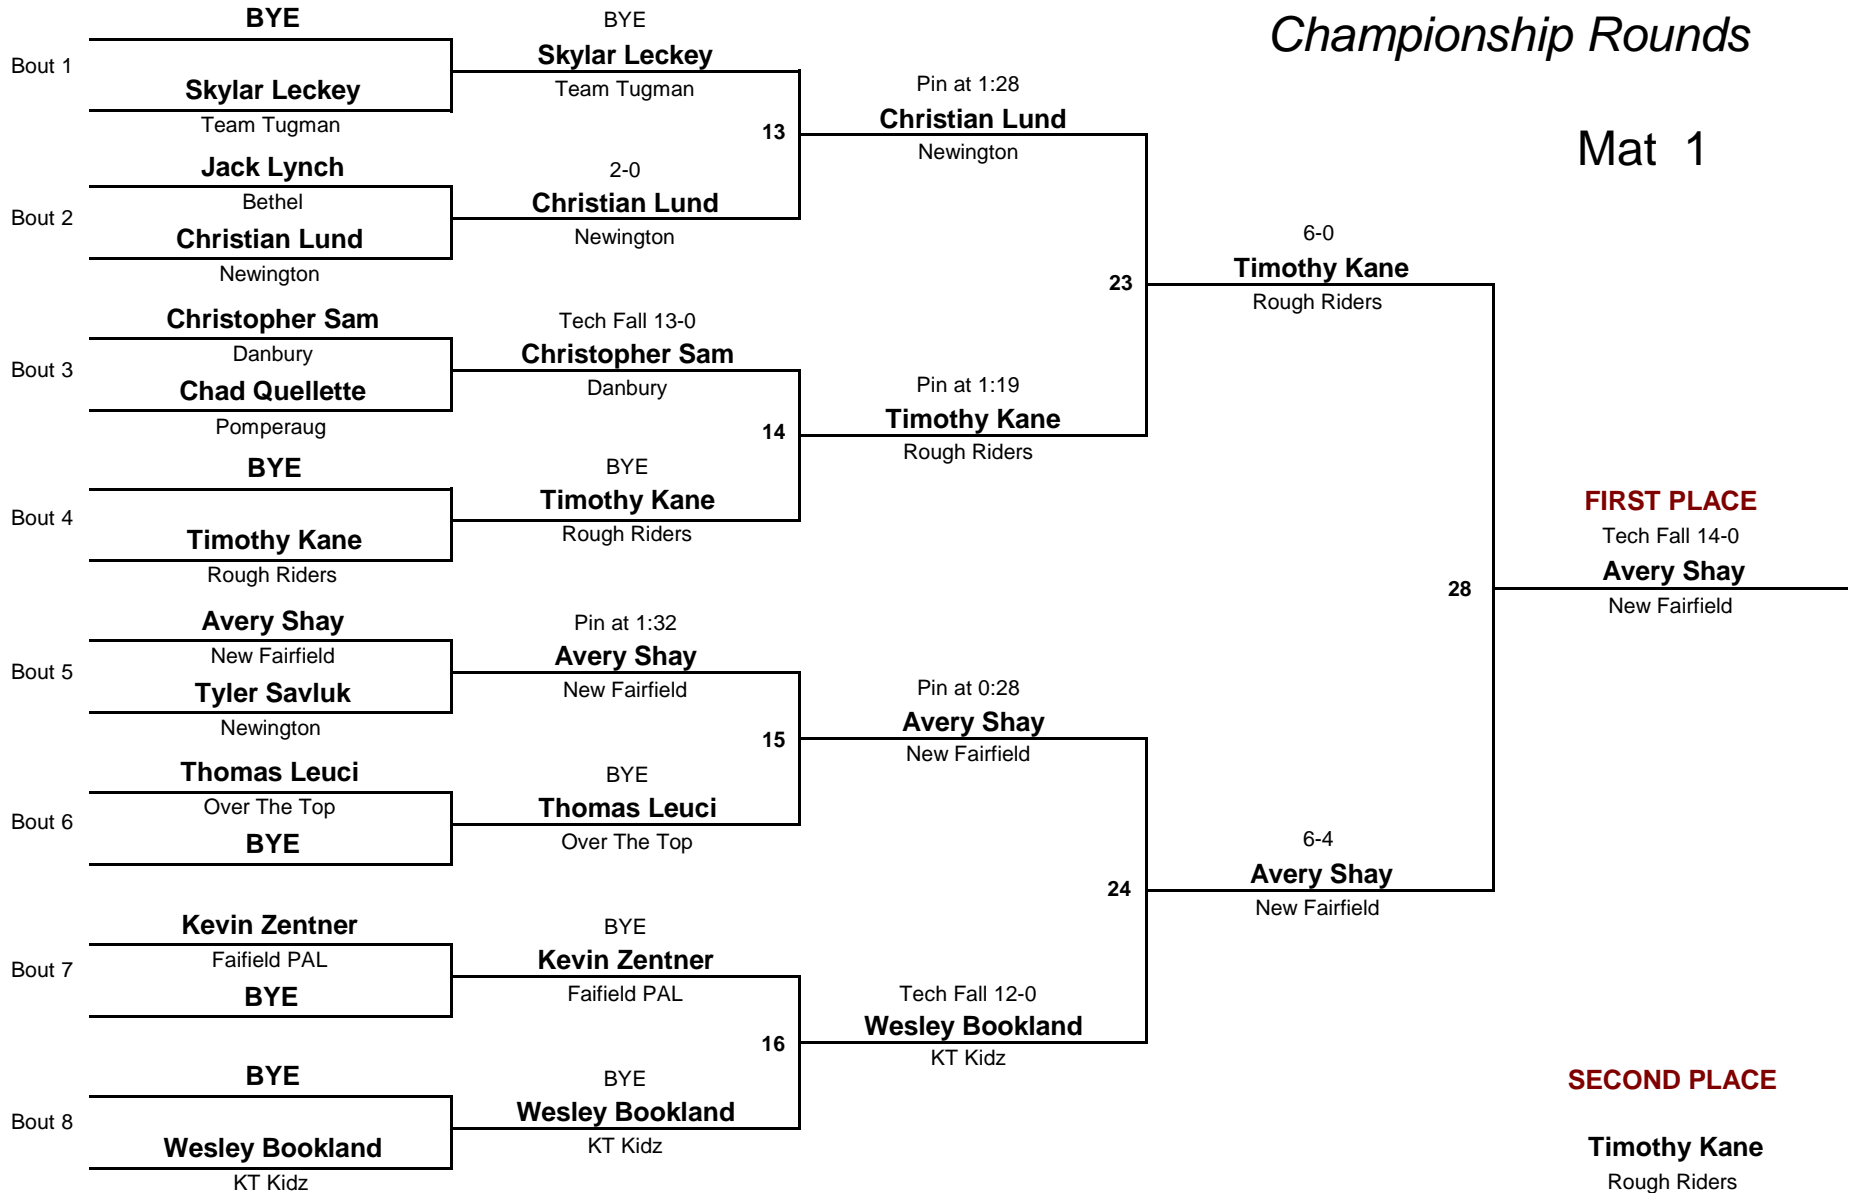 Championship Rounds
Mat 1
Bout 1
BYE
Skylar Leckey
Team Tugman
Bout 2
Jack Lynch
Bethel
Christian Lund
Newington
Bout 3
Christopher Sam
Danbury
Chad Quellette
Pomperaug
Bout 4
BYE
Timothy Kane
Rough Riders
Bout 5
Avery Shay
New Fairfield
Tyler Savluk
Newington
Bout 6
Thomas Leuci
Over The Top
BYE
Bout 7
Kevin Zentner
Faifield PAL
BYE
Bout 8
BYE
Wesley Bookland
KT Kidz
BYE
Skylar Leckey
Team Tugman
13
2-0
Christian Lund
Newington
Tech Fall 13-0
Christopher Sam
Danbury
14
BYE
Timothy Kane
Rough Riders
Pin at 1:32
Avery Shay
New Fairfield
15
BYE
Thomas Leuci
Over The Top
BYE
Kevin Zentner
Faifield PAL
16
BYE
Wesley Bookland
KT Kidz
Pin at 1:28
Christian Lund
Newington
23
Pin at 1:19
Timothy Kane
Rough Riders
Pin at 0:28
Avery Shay
New Fairfield
24
Tech Fall 12-0
Wesley Bookland
KT Kidz
6-0
Timothy Kane
Rough Riders
28
6-4
Avery Shay
New Fairfield
FIRST PLACE
Tech Fall 14-0
Avery Shay
New Fairfield
SECOND PLACE
Timothy Kane
Rough Riders